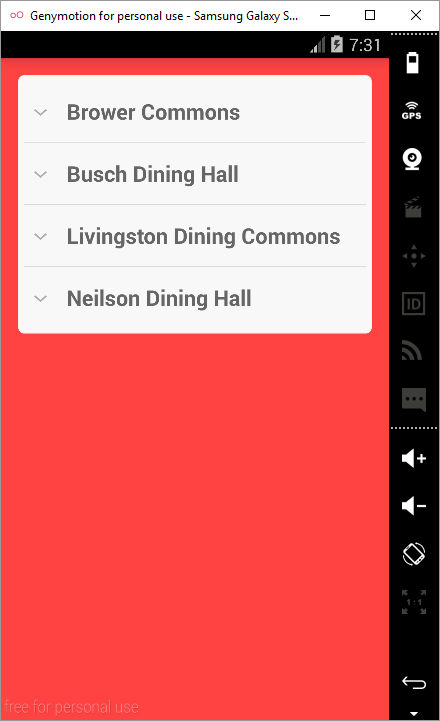 Genymotion for personal use - Samsung Galaxy S...
7:31
GPS
Brower Commons
Busch Dining Hall
Livingston Dining Commons
Neilson Dining Hall
ID
1:1
free for personal use